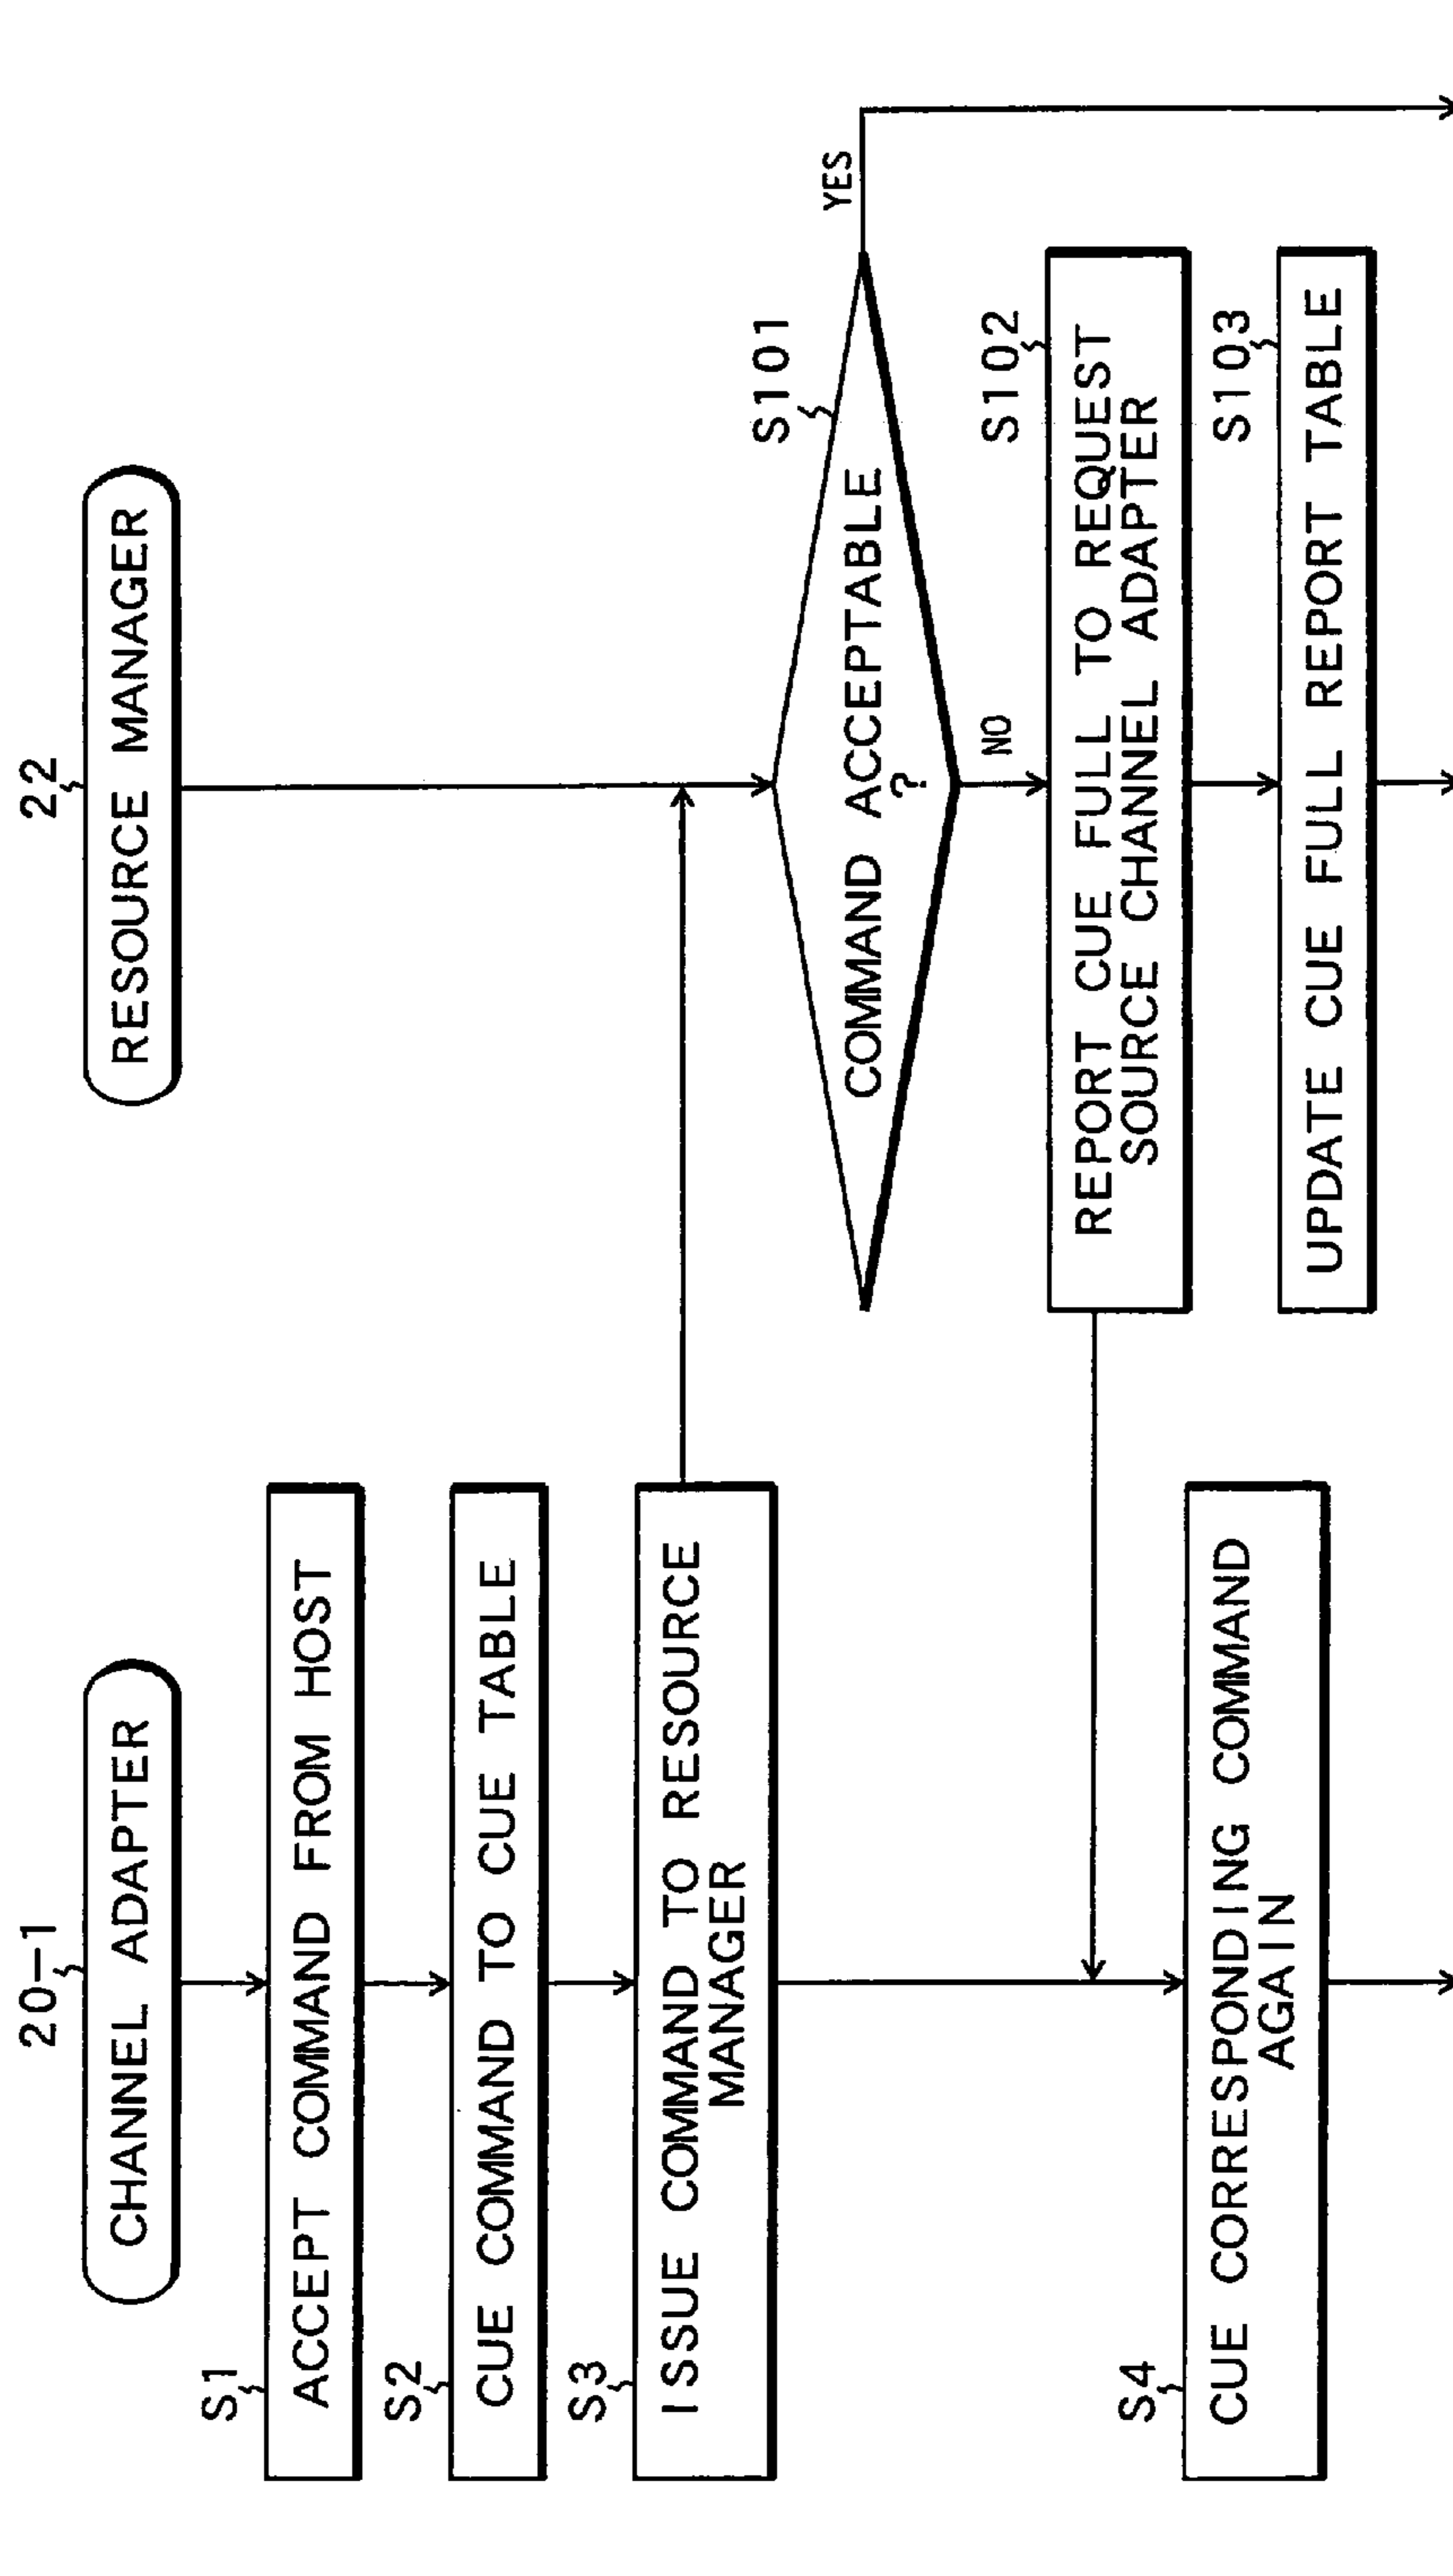 20-1
CHANNEL ADAPTER
S1
ACCEPT COMMAND FROM HOST
S2
CUE COMMAND TO CUE TABLE
S3
ISSUE COMMAND TO RESOURCE
MANAGER
S4
CUE CORRESPONDING COMMAND
AGAIN
22
RESOURCE MANAGER
S101
COMMAND ACCEPTABLE
?
YES
NO
S102
REPORT CUE FULL TO REQUEST
SOURCE CHANNEL ADAPTER
S103
UPDATE CUE FULL REPORT TABLE